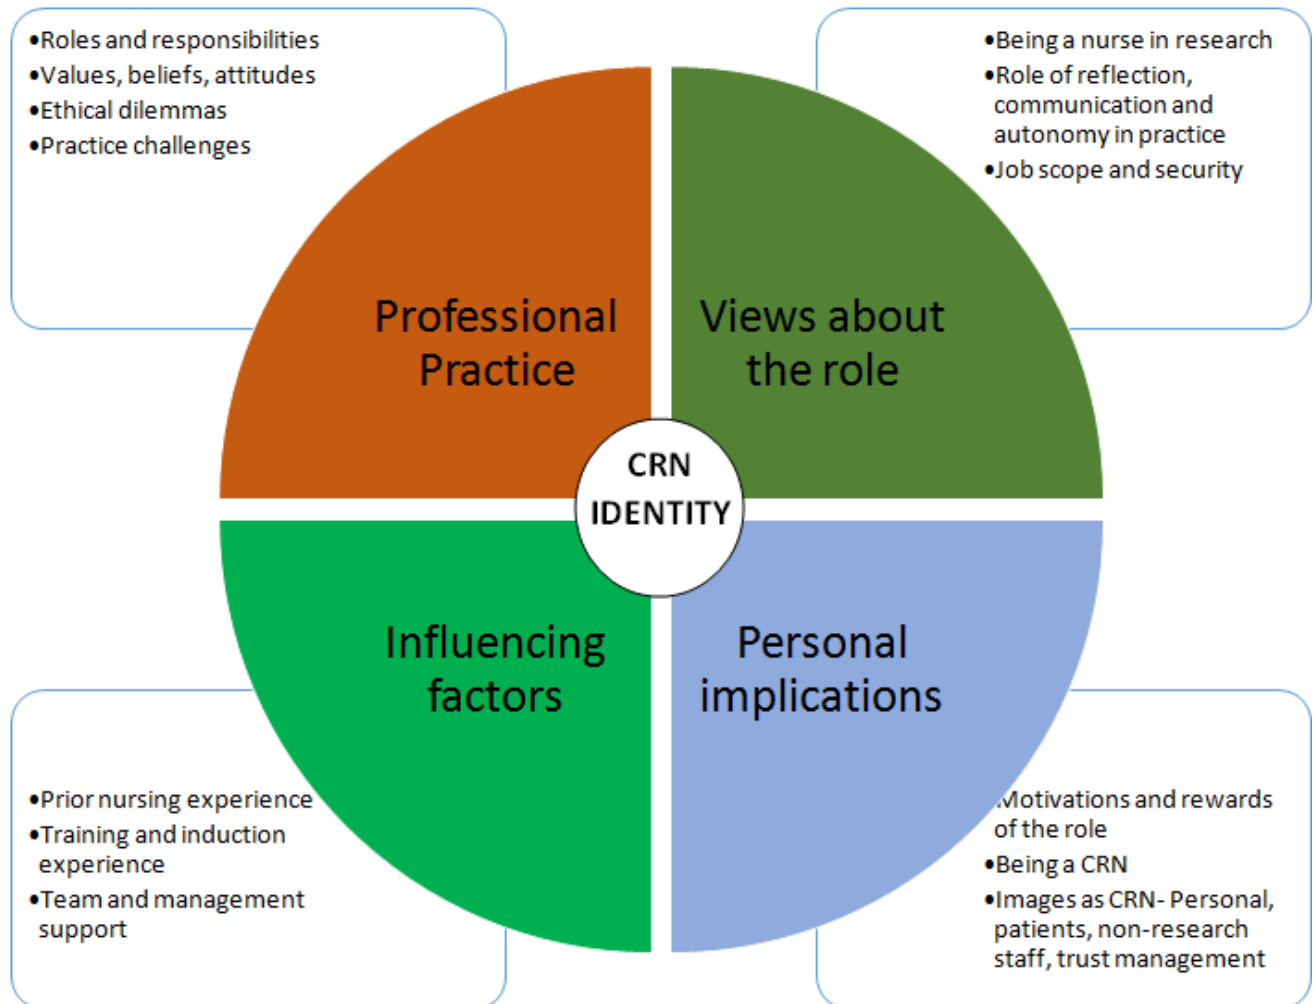 •Roles and responsibilities
•Values, beliefs, attitudes
•Ethical dilemmas
•Practice challenges
•Being a nurse in research
•Role of reflection,
communication and
autonomy in practice
•Job scope and security
Professional
Practice
Views about
the role
CRN
IDENTITY
Influencing
factors
Personal
implications
•Prior nursing experience
•Training and induction
experience
•Team and management
support
Motivations and rewards
of the role
•Being a CRN
•Images as CRN- Personal,
patients, non-research
staff, trust management